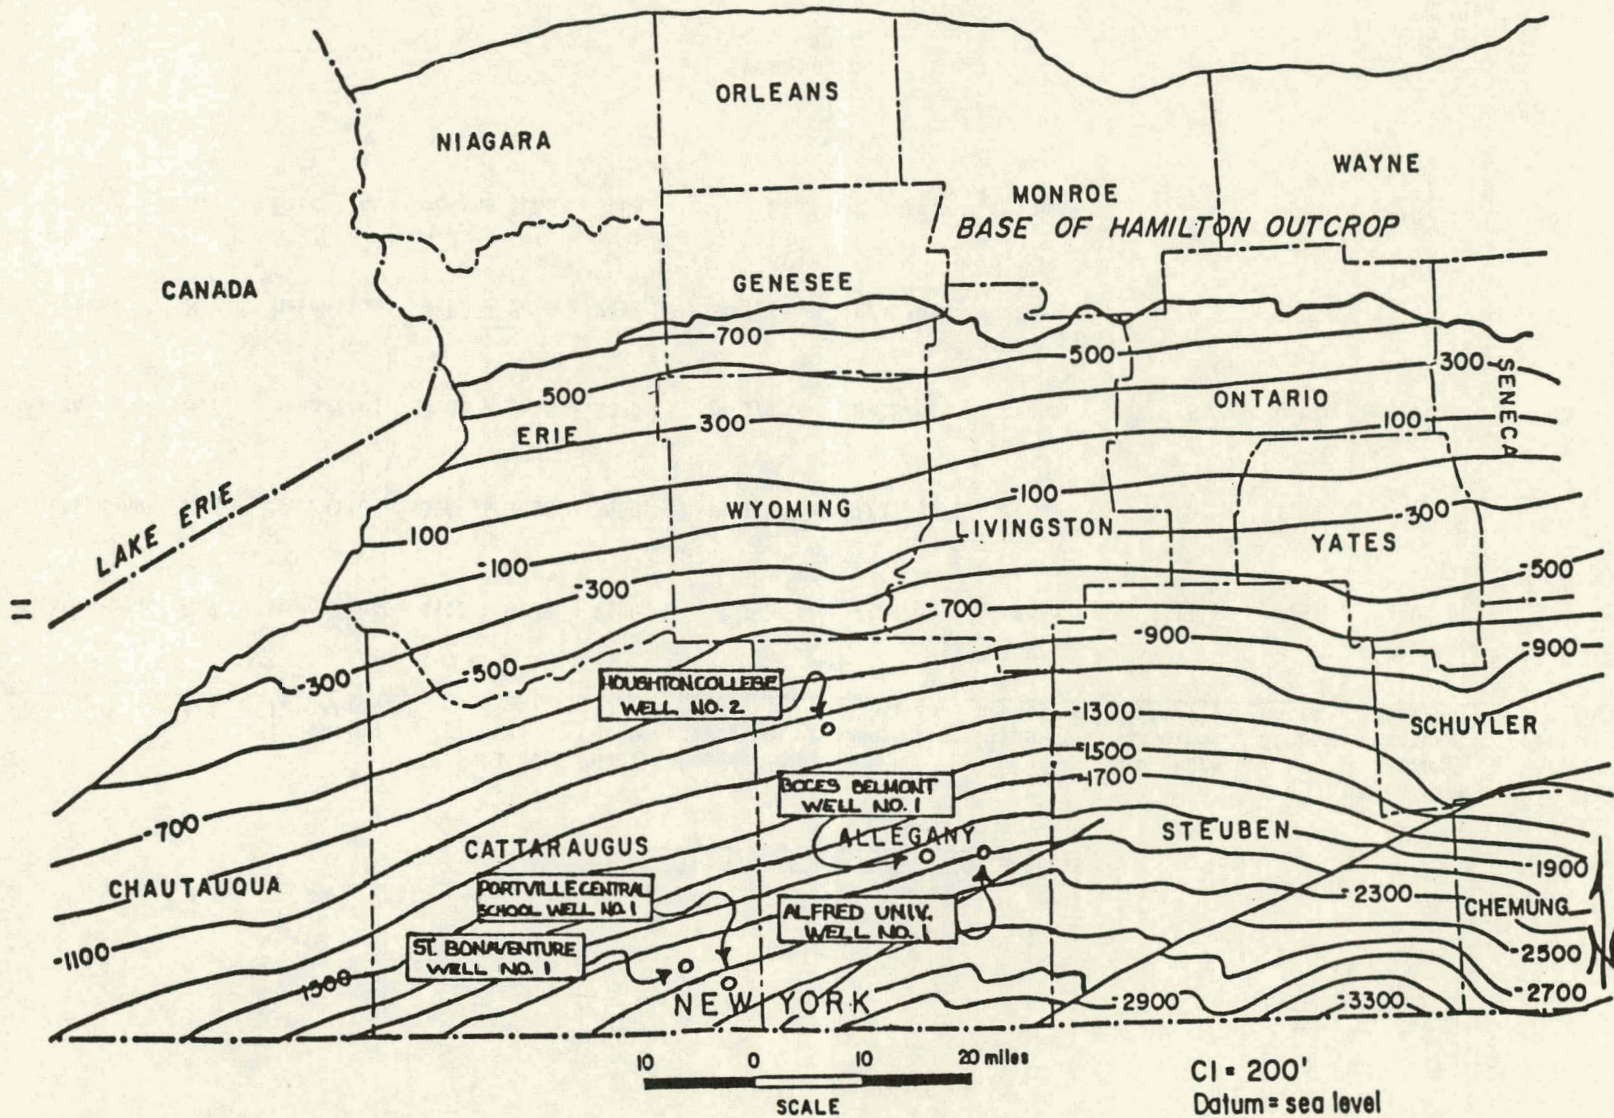 ORLEANS
NIAGARA
WAYNE
MONROE
BASE OF HAMILTON OUTCROP
CANADA
GENESEE
700
500
300
SENECA
500
ONTARIO
100
300
ERIE
LAKE ERIE
-100
WYOMING
-300
LIVINGSTON
100
YATES
-100
-500
-300
-700
-900
-900
-500
-300
HOUGHTON COLLEGE
WELL NO. 2
-1300
SCHUYLER
-1500
-1700
BOCES BELMONT
WELL NO. 1
-700
ALLEGANY
STEUBEN
CATTARAUGUS
-1900
CHAUTAUQUA
PORTVILLE CENTRAL
SCHOOL WELL NO. 1
-2300
CHEMUNG
ALFRED UNIV.
WELL NO. 1
-1100
ST. BONAVENTURE
WELL NO. 1
-2500
1500
-2700
NEW YORK
-2900
-3300
10 0 10 20 miles
SCALE
CI = 200'
Datum = sea level